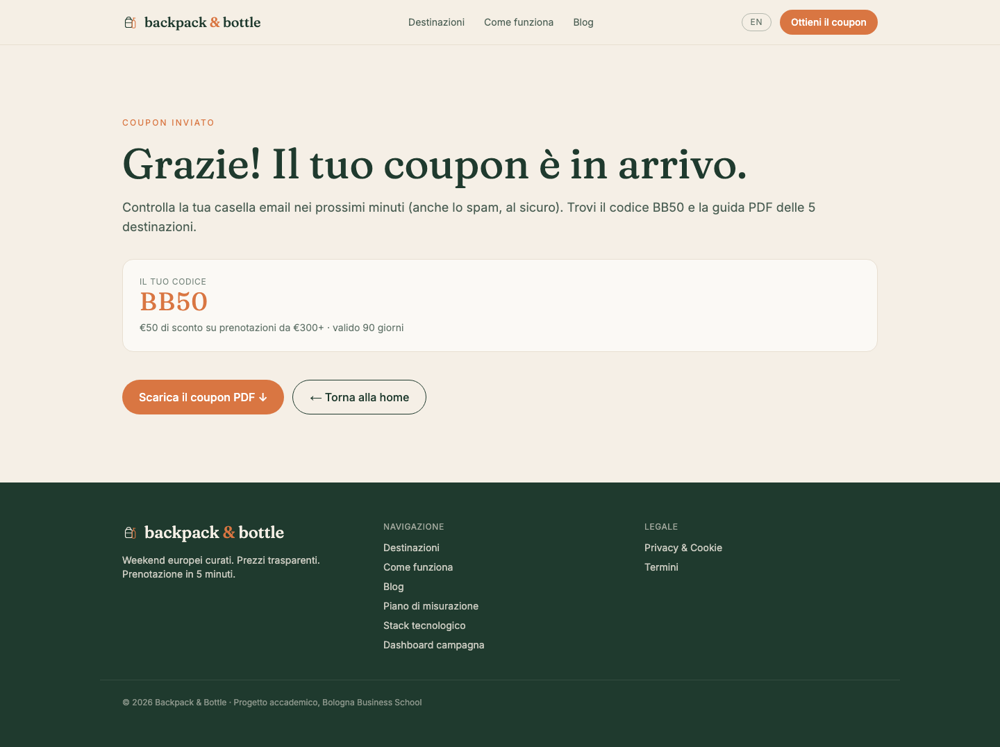 backpack & bottle
Destinazioni
Come funziona
Blog
EN
Ottieni il coupon
COUPON INVIATO
Grazie! Il tuo coupon è in arrivo.
Controlla la tua casella email nei prossimi minuti (anche lo spam, al sicuro). Trovi il codice BB50 e la guida PDF delle 5
destinazioni.
IL TUO CODICE
BB50
€50 di sconto su prenotazioni da €300+ · valido 90 giorni
Scarica il coupon PDF ↓
← Torna alla home
backpack & bottle
Weekend europei curati. Prezzi trasparenti.
Prenotazione in 5 minuti.
NAVIGAZIONE
Destinazioni
Come funziona
Blog
Piano di misurazione
Stack tecnologico
Dashboard campagna
LEGALE
Privacy & Cookie
Termini
© 2026 Backpack & Bottle · Progetto accademico, Bologna Business School